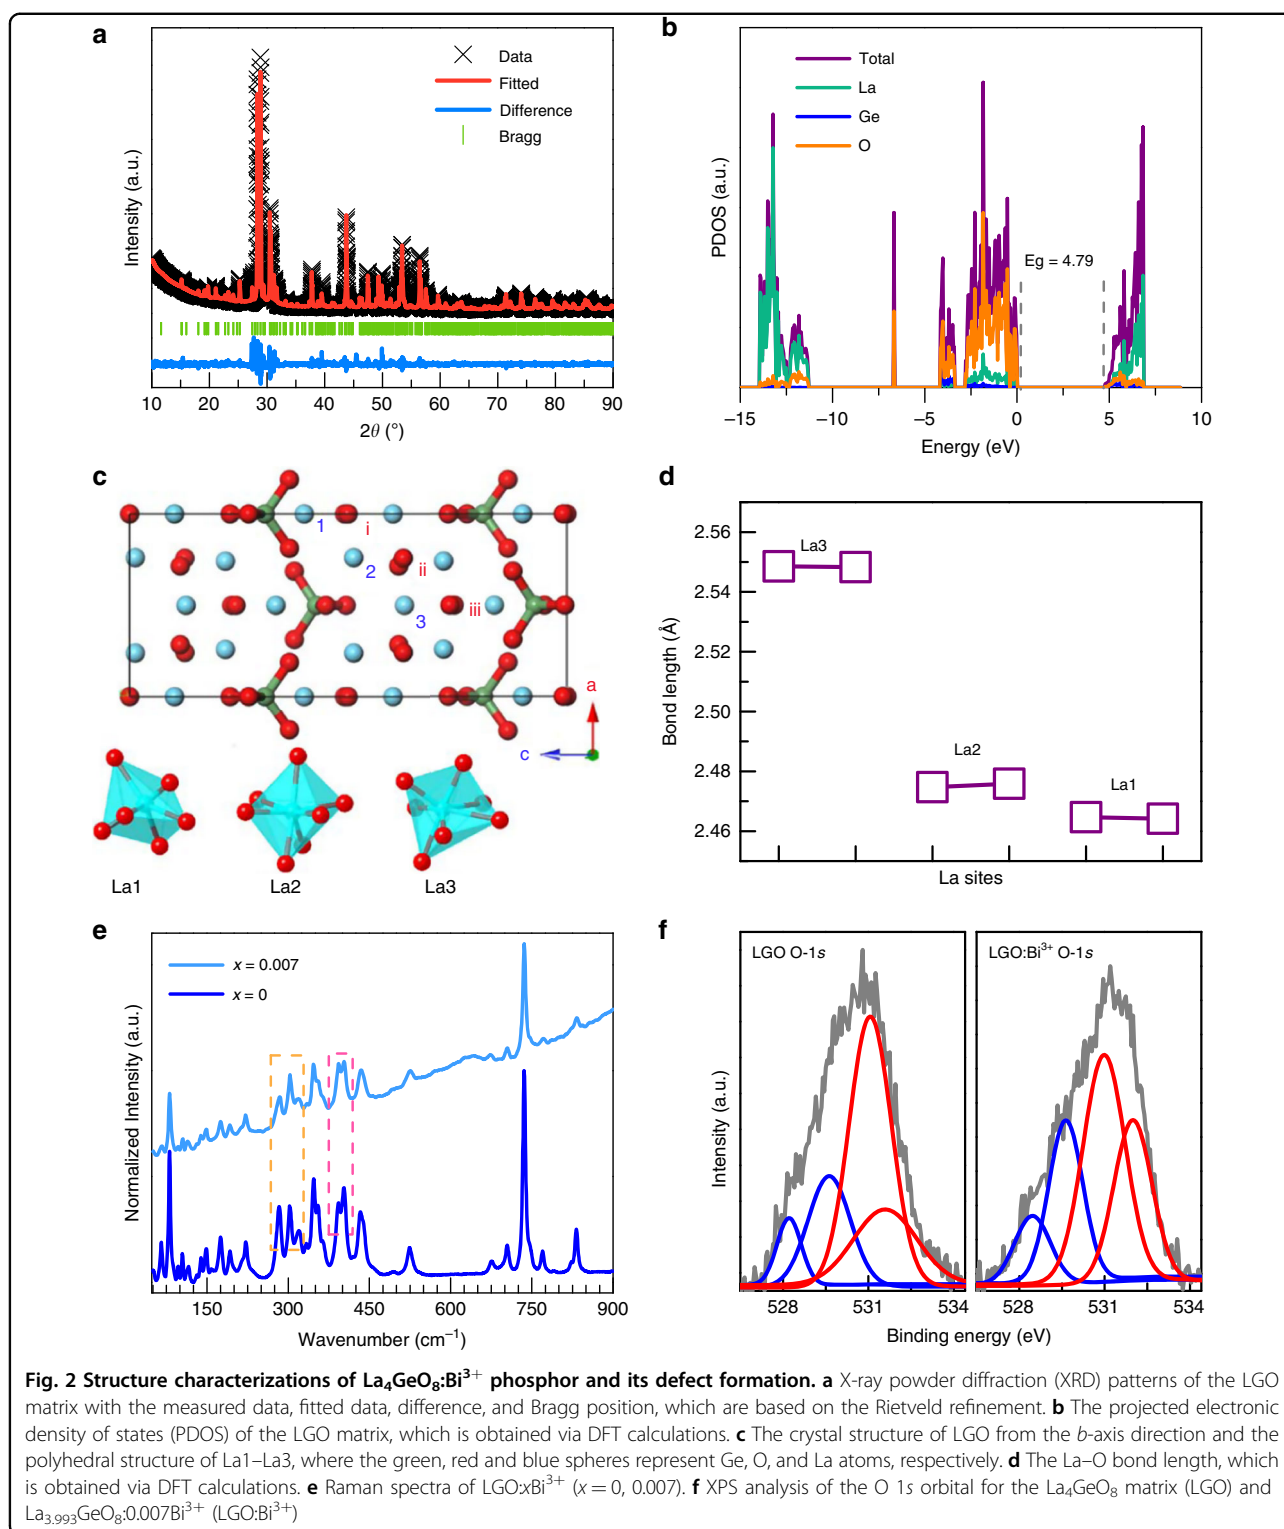 a
Data
Fitted
Difference
Bragg
Intensity (a.u.)
10 20 30 40 50 60 70 80 90
2θ (°)
b
Total
La
Ge
O
PDOS (a.u.)
Eg = 4.79
−15 −10 −5 0 5 10
Energy (eV)
c
1
i
2
ii
3
iii
a
c
La1
La2
La3
d
2.56
2.54
2.52
2.50
2.48
2.46
Bond length (Å)
La3
La2
La1
La sites
e
x = 0.007
x = 0
Normalized Intensity (a.u.)
150 300 450 600 750 900
Wavenumber (cm⁻¹)
f
LGO O-1s
LGO:Bi³⁺ O-1s
Intensity (a.u.)
528 531 534
528 531 534
Binding energy (eV)
Fig. 2 Structure characterizations of La₄GeO₈:Bi³⁺ phosphor and its defect formation. a X-ray powder diffraction (XRD) patterns of the LGO
matrix with the measured data, fitted data, difference, and Bragg position, which are based on the Rietveld refinement. b The projected electronic
density of states (PDOS) of the LGO matrix, which is obtained via DFT calculations. c The crystal structure of LGO from the b-axis direction and the
polyhedral structure of La1–La3, where the green, red and blue spheres represent Ge, O, and La atoms, respectively. d The La–O bond length, which
is obtained via DFT calculations. e Raman spectra of LGO:xBi³⁺ (x = 0, 0.007). f XPS analysis of the O 1s orbital for the La₄GeO₈ matrix (LGO) and
La₃.₉₉₃GeO₈:0.007Bi³⁺ (LGO:Bi³⁺)